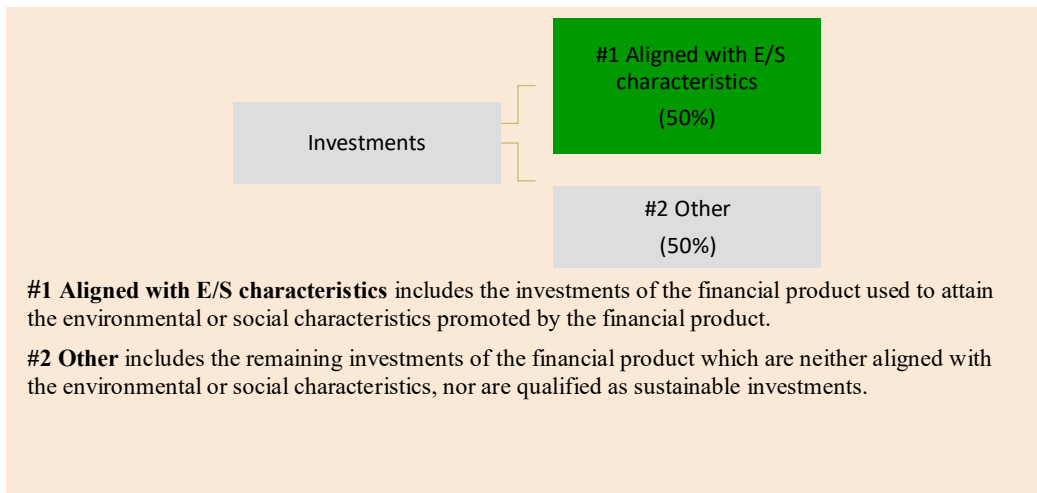 #1 Aligned with E/S
characteristics
(50%)
Investments
#2 Other
(50%)
#1 Aligned with E/S characteristics includes the investments of the financial product used to attain
the environmental or social characteristics promoted by the financial product.
#2 Other includes the remaining investments of the financial product which are neither aligned with
the environmental or social characteristics, nor are qualified as sustainable investments.